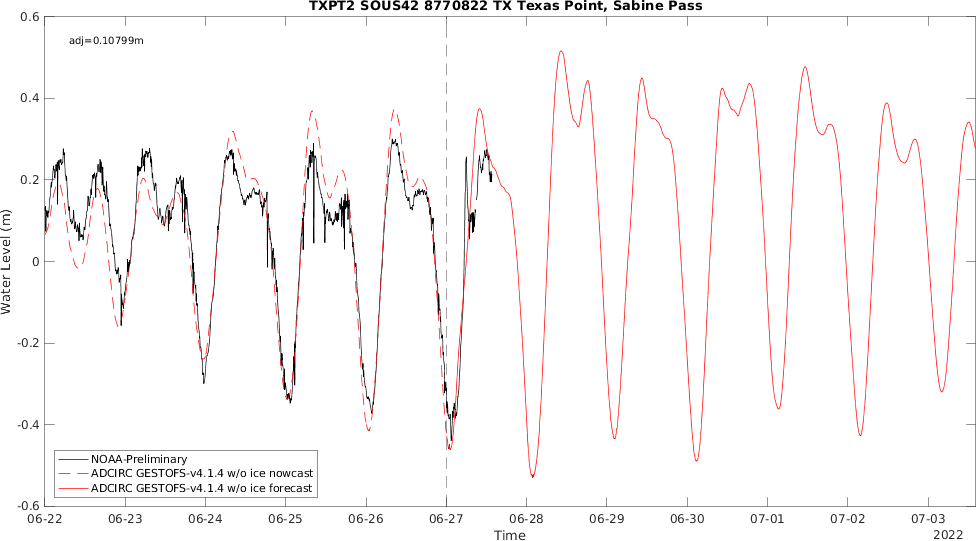 TXPT2 SOUS42 8770822 TX Texas Point, Sabine Pass
0.6
adj=0.10799m
0.4
0.2
0
-0.2
-0.4
-0.6
Water Level (m)
NOAA-Preliminary
ADCIRC GESTOFS-v4.1.4 w/o ice nowcast
ADCIRC GESTOFS-v4.1.4 w/o ice forecast
06-22 06-23 06-24 06-25 06-26 06-27 06-28 06-29 06-30 07-01 07-02 07-03
Time
2022